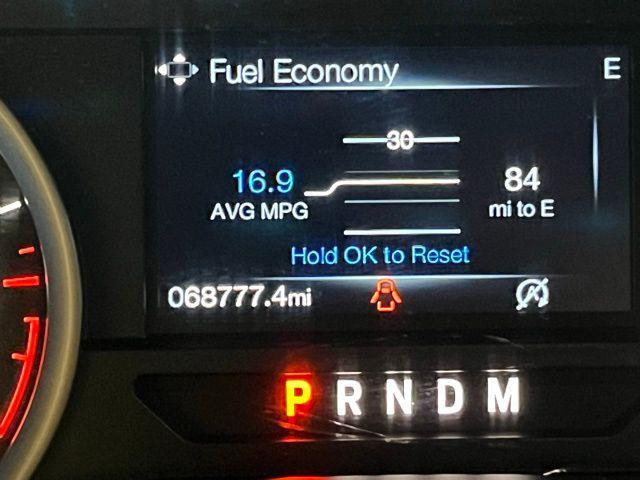 Fuel Economy
E
30
16.9
AVG MPG
84
mi to E
Hold OK to Reset
068777.4mi
P R N D M